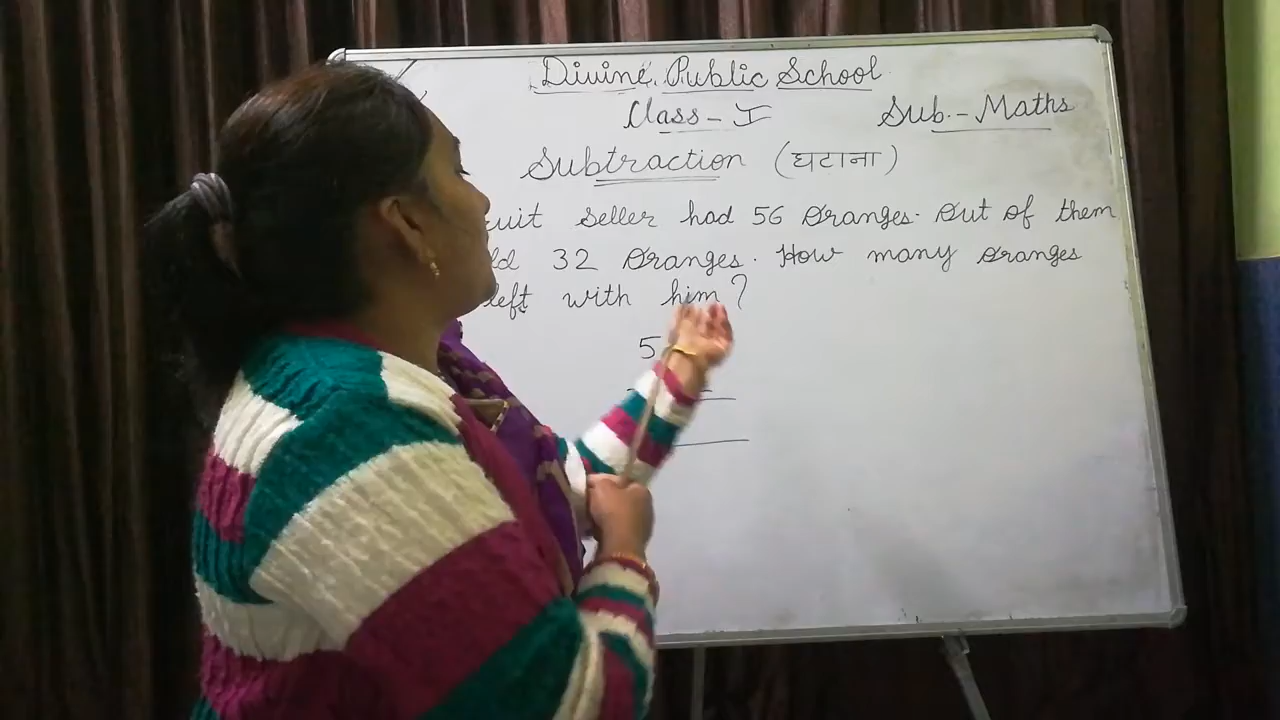 Divine Public School
Class - I
Sub. - Maths
Subtraction (घटाना)
seller had 56 Oranges. Out of them
32 Oranges. How many oranges
left with him?
5